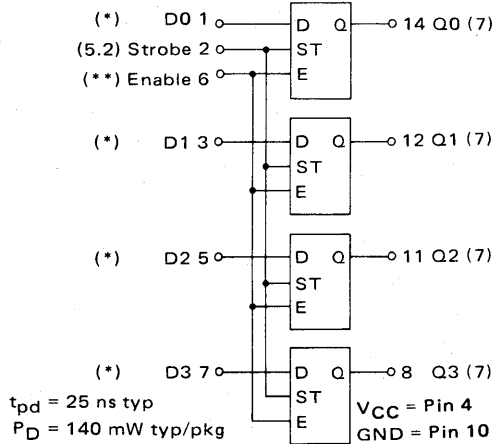 (*) D0 1 D Q 14 Q0 (7)
(5.2) Strobe 2 ST
(**) Enable 6 E
(*) D1 3 D Q 12 Q1 (7)
ST
E
(*) D2 5 D Q 11 Q2 (7)
ST
E
(*) D3 7 D Q 8 Q3 (7)
ST
E
tpd = 25 ns typ
PD = 140 mW typ/pkg
VCC = Pin 4
GND = Pin 10